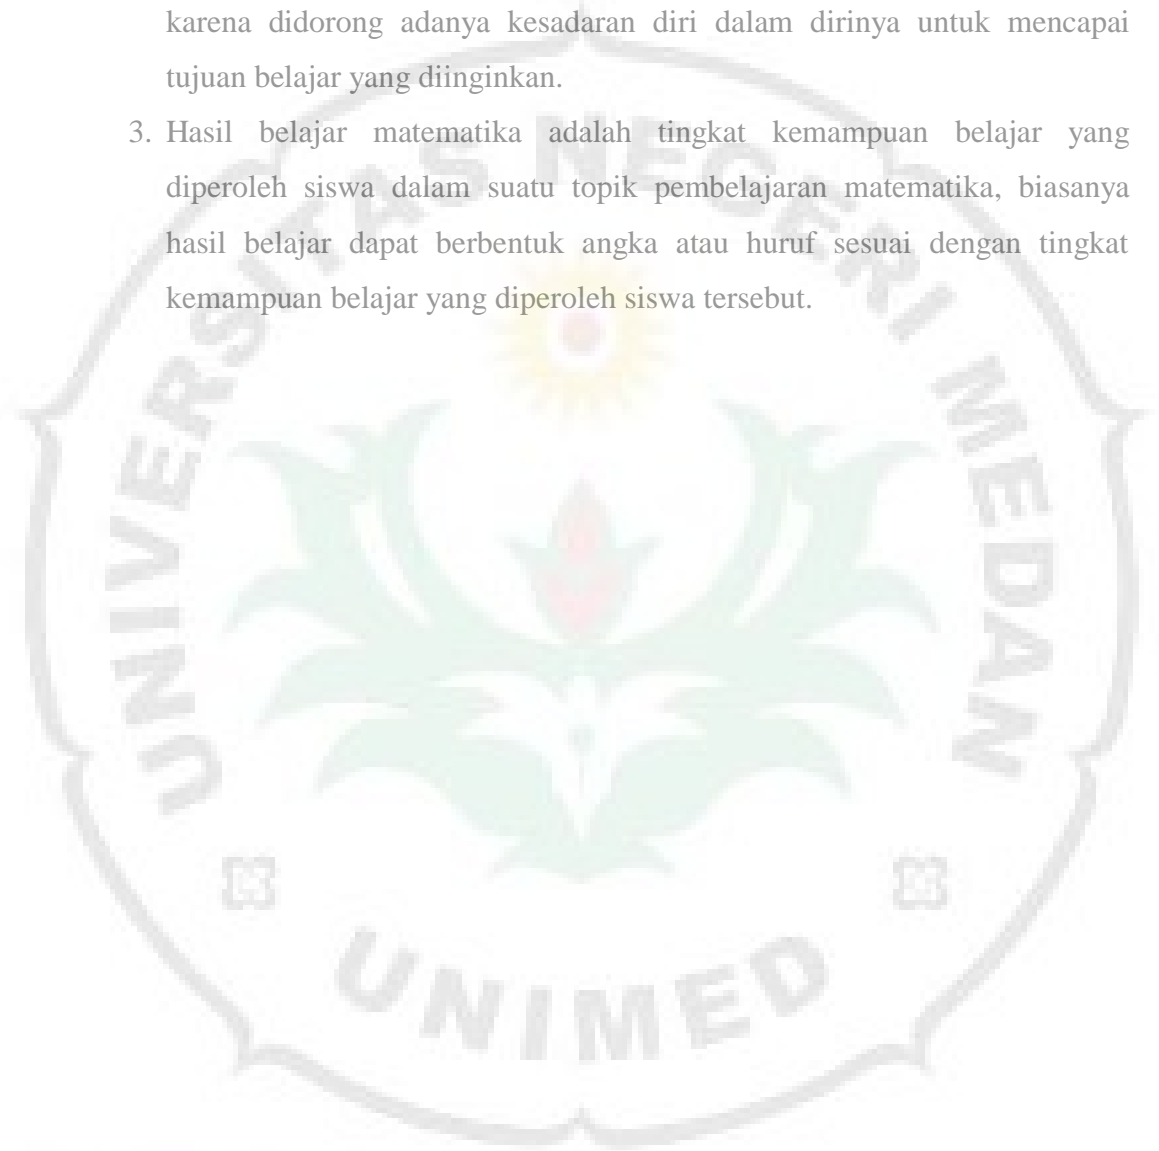 karena didorong adanya kesadaran diri dalam dirinya untuk mencapai
tujuan belajar yang diinginkan.
3. Hasil belajar matematika adalah tingkat kemampuan belajar yang
diperoleh siswa dalam suatu topik pembelajaran matematika, biasanya
hasil belajar dapat berbentuk angka atau huruf sesuai dengan tingkat
kemampuan belajar yang diperoleh siswa tersebut.
UNIVERSITAS NEGERI MEDAN
UNIMED